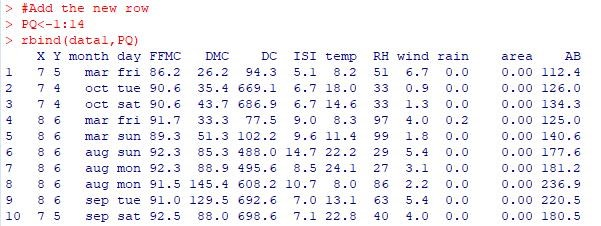 > #Add the new row
> PQ<-1:14
> rbind(data1,PQ)
X Y month day FFMC DMC DC ISI temp RH wind rain area AB
1 7 5 mar fri 86.2 26.2 94.3 5.1 8.2 51 6.7 0.0 0.00 112.4
2 7 4 oct tue 90.6 35.4 669.1 6.7 18.0 33 0.9 0.0 0.00 126.0
3 7 4 oct sat 90.6 43.7 686.9 6.7 14.6 33 1.3 0.0 0.00 134.3
4 8 6 mar fri 91.7 33.3 77.5 9.0 8.3 97 4.0 0.2 0.00 125.0
5 8 6 mar sun 89.3 51.3 102.2 9.6 11.4 99 1.8 0.0 0.00 140.6
6 8 6 aug sun 92.3 85.3 488.0 14.7 22.2 29 5.4 0.0 0.00 177.6
7 8 6 aug mon 92.3 88.9 495.6 8.5 24.1 27 3.1 0.0 0.00 181.2
8 8 6 aug mon 91.5 145.4 608.2 10.7 8.0 86 2.2 0.0 0.00 236.9
9 8 6 sep tue 91.0 129.5 692.6 7.0 13.1 63 5.4 0.0 0.00 220.5
10 7 5 sep sat 92.5 88.0 698.6 7.1 22.8 40 4.0 0.0 0.00 180.5